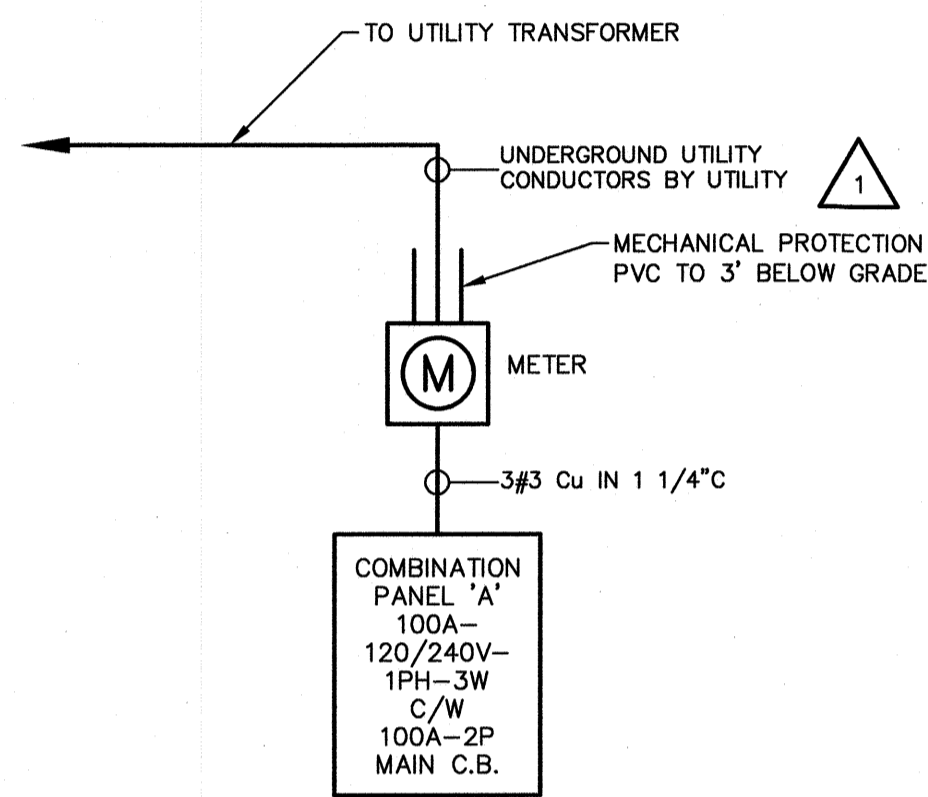 TO UTILITY TRANSFORMER
UNDERGROUND UTILITY
CONDUCTORS BY UTILITY
1
MECHANICAL PROTECTION
PVC TO 3' BELOW GRADE
M
METER
3#3 Cu IN 1 1/4"C
COMBINATION
PANEL 'A'
100A-
120/240V-
1PH-3W
C/W
100A-2P
MAIN C.B.